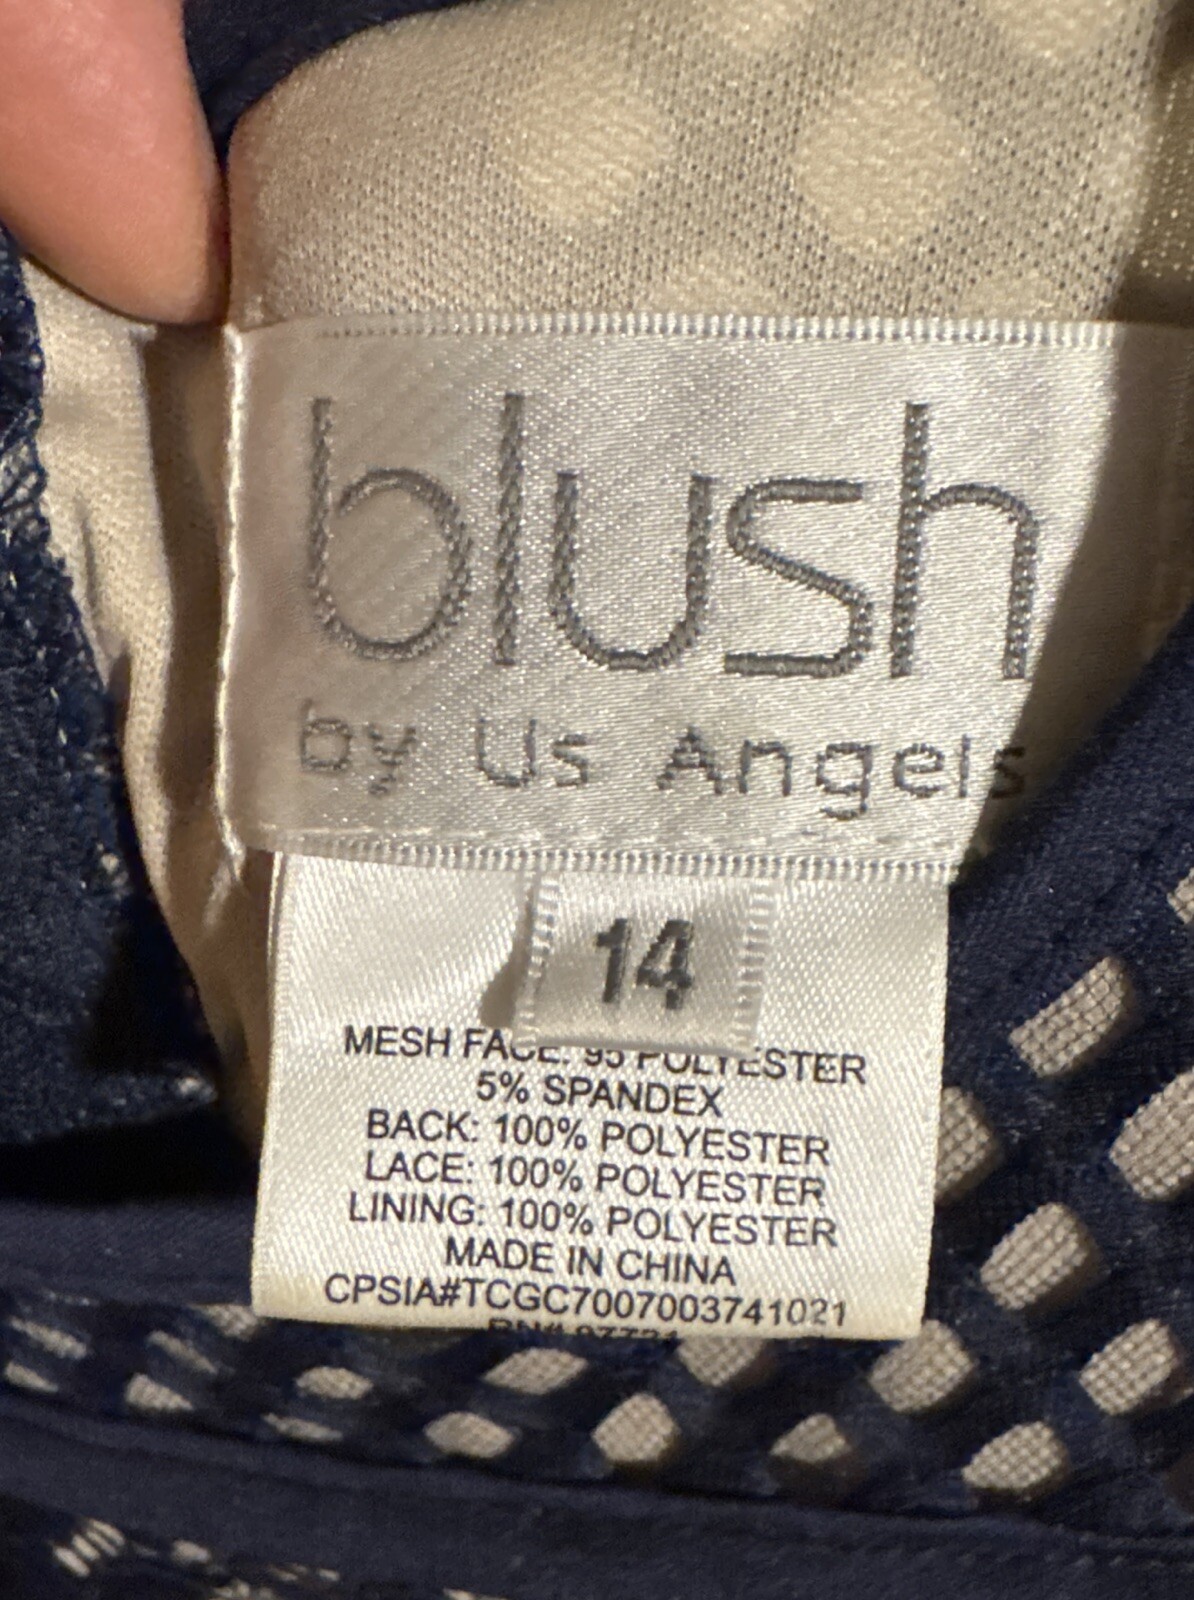 blush
by Us Angels
14
MESH FACE: 95 POLYESTER
5% SPANDEX
BACK: 100% POLYESTER
LACE: 100% POLYESTER
LINING: 100% POLYESTER
MADE IN CHINA
CPSIA#TCGC7007003741021